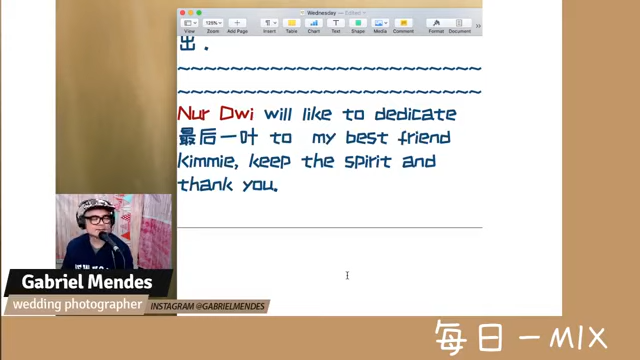 Wednesday — Edited
125%
View
Zoom
Add Page
Insert
Table
Chart
Text
Shape
Media
Comment
Format
Document
出 .
~~~~~~~~~~~~~~~~~~~~~~~
~~~~~~~~~~~~~~~~~~~~~~~
Nur Dwi will like to dedicate
最后一叶 to my best friend
kimmie, keep the spirit and
thank you.
Gabriel Mendes
wedding photographer
INSTAGRAM @GABRIELMENDES
每日一MIX